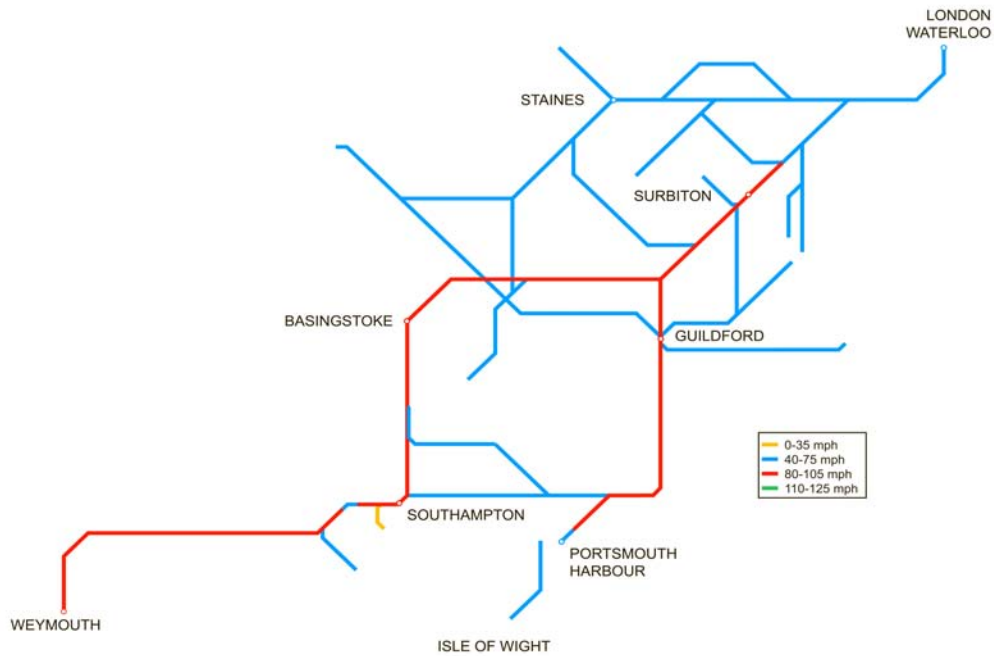 LONDON
WATERLOO
STAINES
SURBITON
BASINGSTOKE
GUILDFORD
0-35 mph
40-75 mph
80-105 mph
110-125 mph
SOUTHAMPTON
PORTSMOUTH
HARBOUR
WEYMOUTH
ISLE OF WIGHT